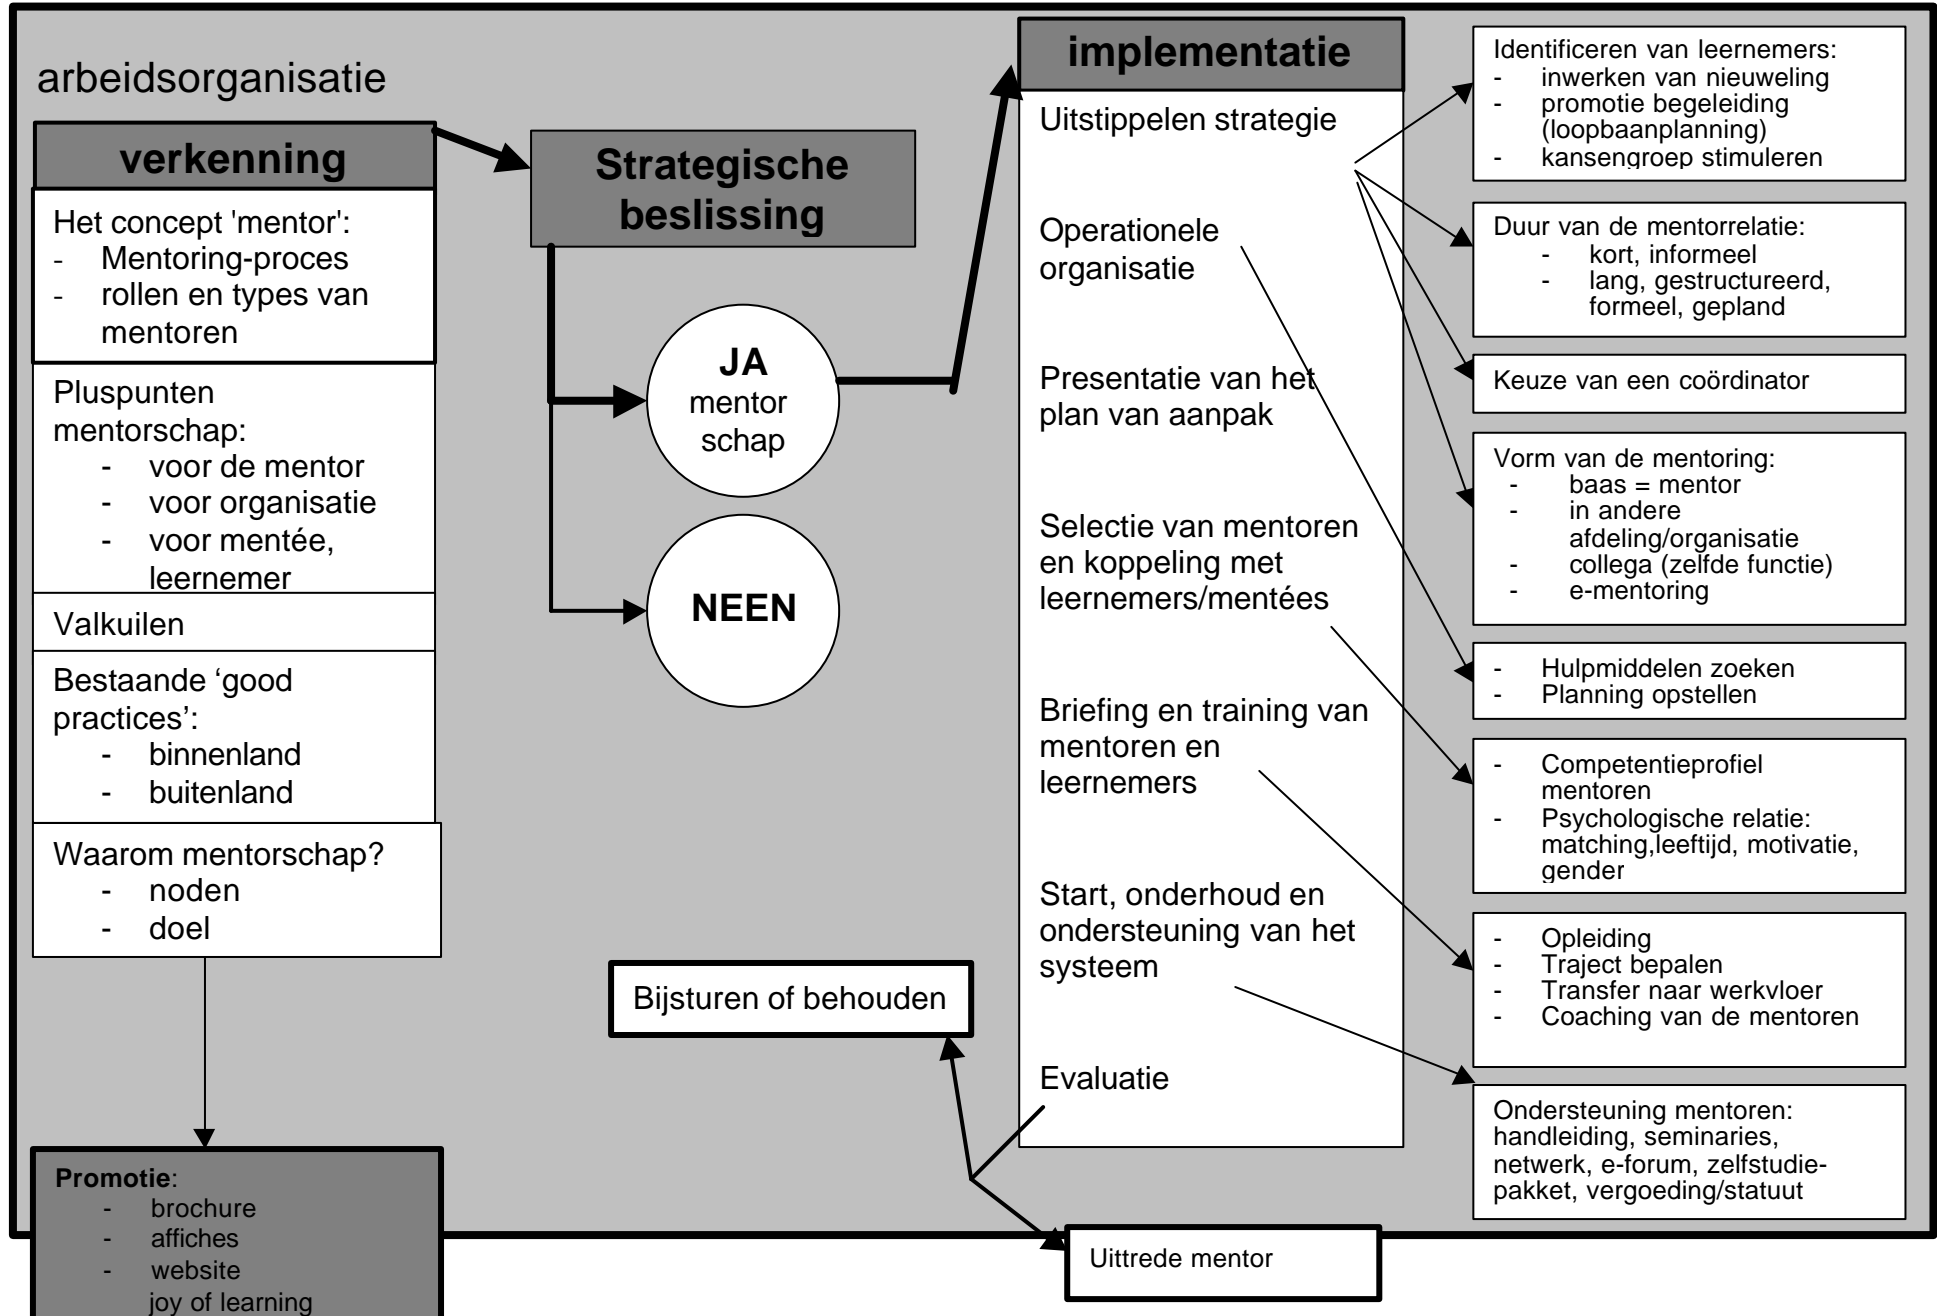 arbeidsorganisatie
verkenning
Het concept 'mentor':
- Mentoring-proces
- rollen en types van
mentoren
Pluspunten
mentorschap:
- voor de mentor
- voor organisatie
- voor mentée,
leernemer
Valkuilen
Bestaande ‘good
practices’:
- binnenland
- buitenland
Waarom mentorschap?
- noden
- doel
Promotie:
- brochure
- affiches
- website
joy of learning
Strategische
beslissing
JA
mentor
schap
NEEN
Bijsturen of behouden
implementatie
Uitstippelen strategie
Operationele
organisatie
Presentatie van het
plan van aanpak
Selectie van mentoren
en koppeling met
leernemers/mentées
Briefing en training van
mentoren en
leernemers
Start, onderhoud en
ondersteuning van het
systeem
Evaluatie
Uittrede mentor
Identificeren van leernemers:
- inwerken van nieuweling
- promotie begeleiding
(loopbaanplanning)
- kansengroep stimuleren
Duur van de mentorrelatie:
- kort, informeel
- lang, gestructureerd,
formeel, gepland
Keuze van een coördinator
Vorm van de mentoring:
- baas = mentor
- in andere
afdeling/organisatie
- collega (zelfde functie)
- e-mentoring
- Hulpmiddelen zoeken
- Planning opstellen
- Competentieprofiel
mentoren
- Psychologische relatie:
matching,leeftijd, motivatie,
gender
- Opleiding
- Traject bepalen
- Transfer naar werkvloer
- Coaching van de mentoren
Ondersteuning mentoren:
handleiding, seminaries,
netwerk, e-forum, zelfstudie-
pakket, vergoeding/statuut